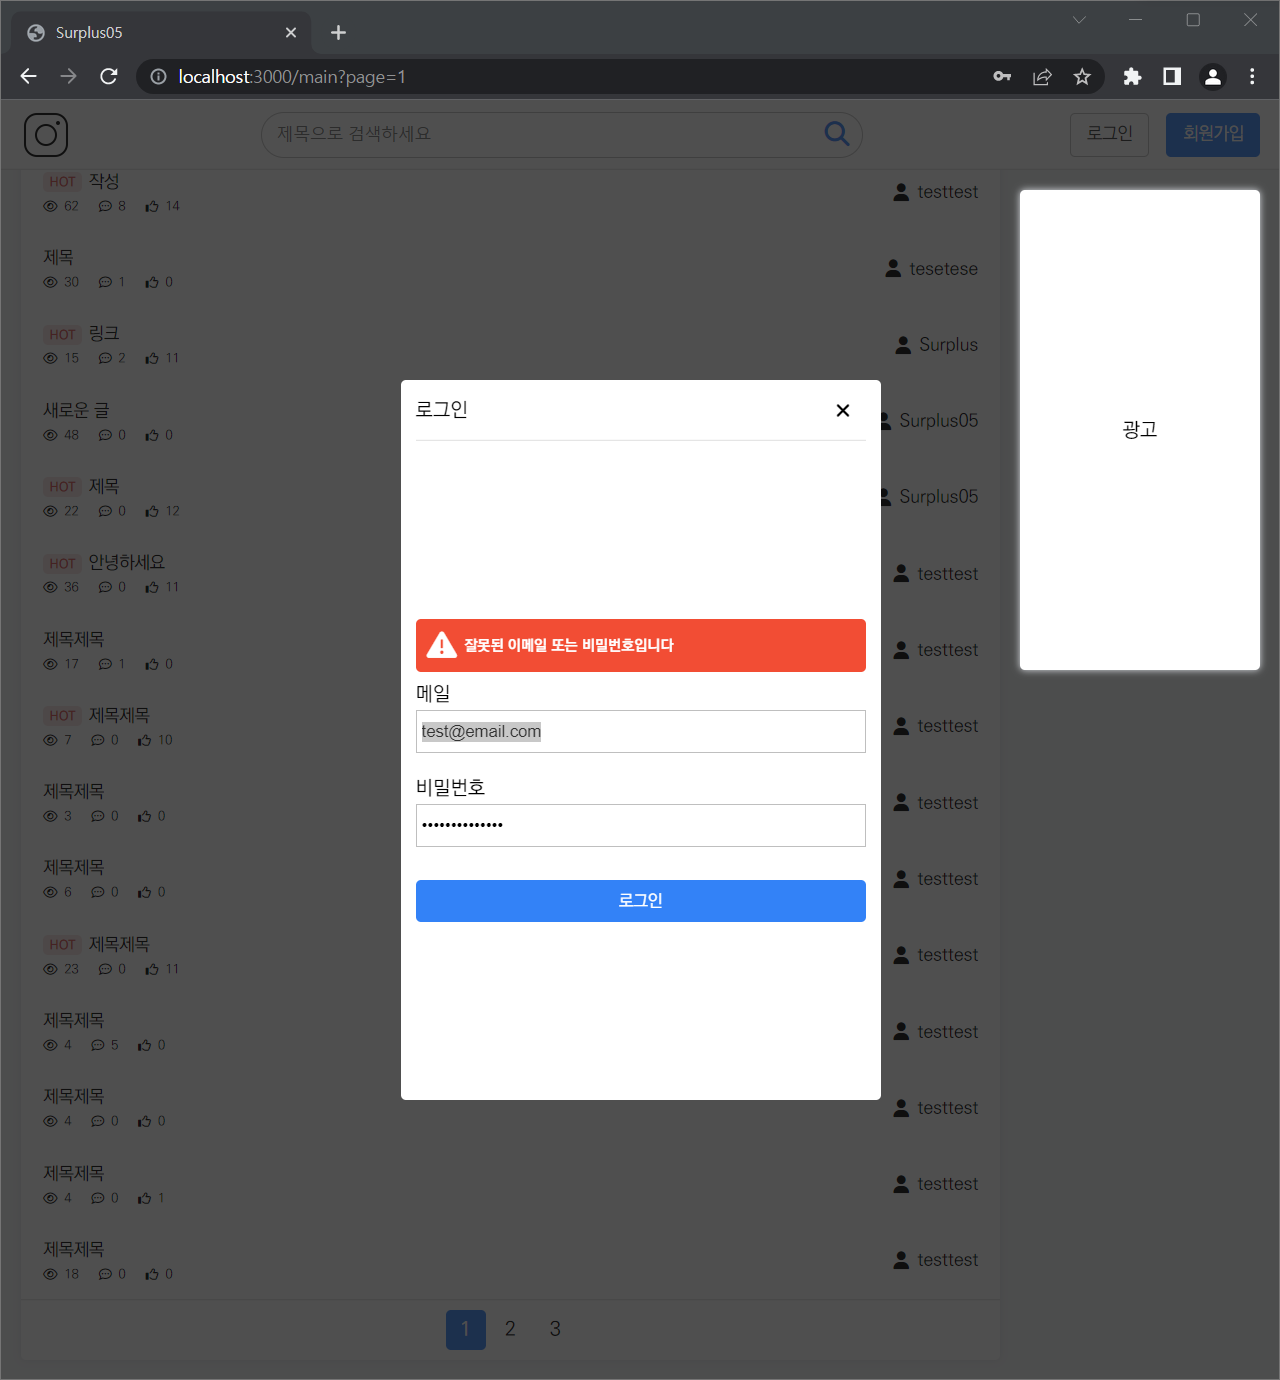 Surplus05
localhost:3000/main?page=1
제목으로 검색하세요
로그인
회원가입
HOT 작성
62 8 14
testtest
제목
30 1 0
tesetese
HOT 링크
15 2 11
Surplus
새로운 글
48 0 0
Surplus05
HOT 제목
22 0 12
Surplus05
HOT 안녕하세요
36 0 11
testtest
제목제목
17 1 0
testtest
HOT 제목제목
7 0 10
testtest
제목제목
3 0 0
testtest
제목제목
6 0 0
testtest
HOT 제목제목
23 0 11
testtest
제목제목
4 5 0
testtest
제목제목
4 0 0
testtest
제목제목
4 0 1
testtest
제목제목
18 0 0
testtest
1 2 3
로그인
잘못된 이메일 또는 비밀번호입니다
메일
test@email.com
비밀번호
••••••••••••••
로그인
광고